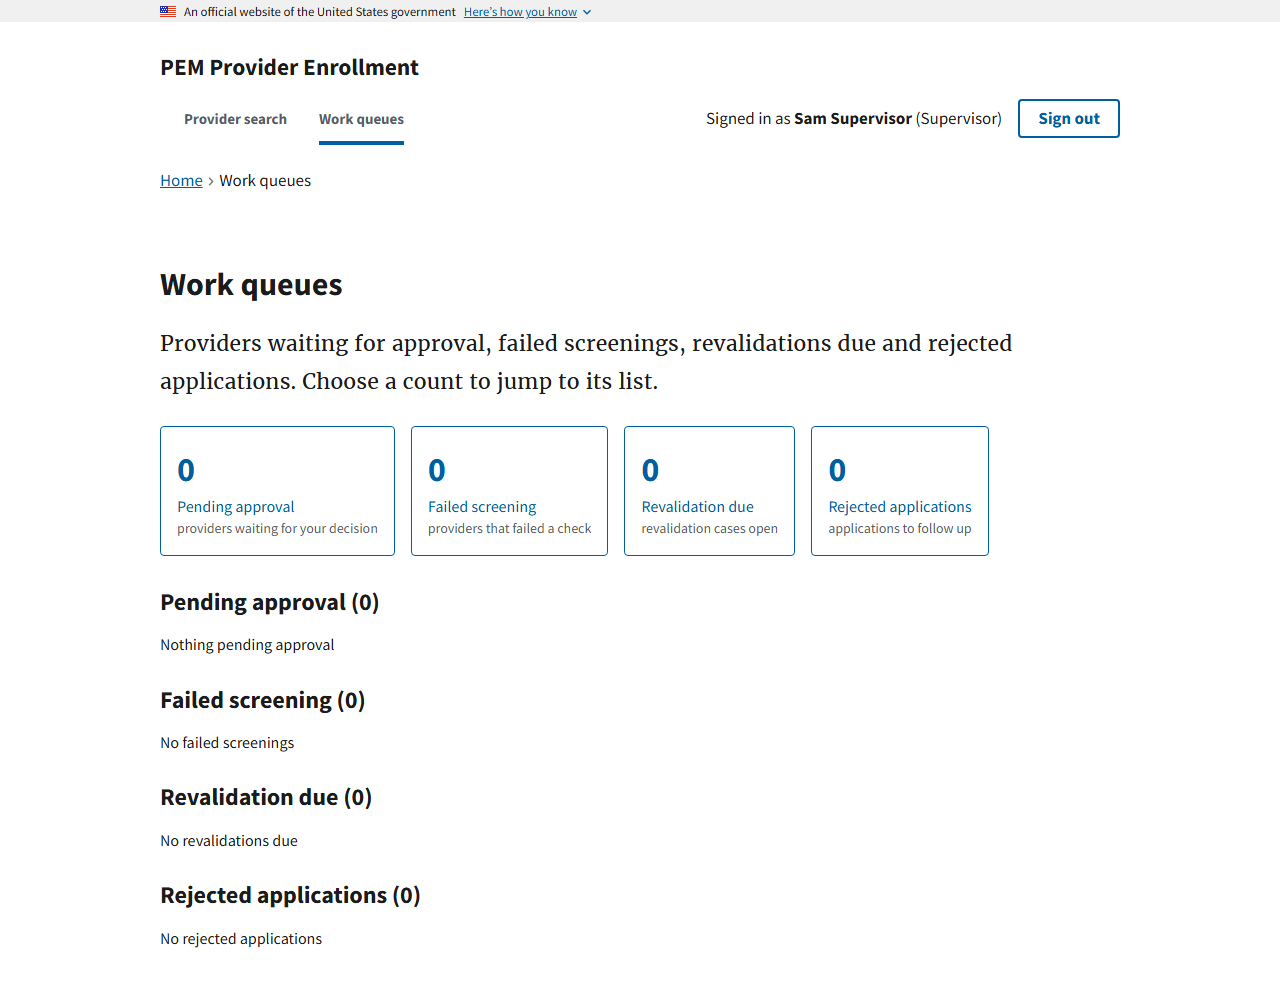 An official website of the United States government Here's how you know
PEM Provider Enrollment
Provider search Work queues Signed in as Sam Supervisor (Supervisor) Sign out
Home > Work queues
Work queues
Providers waiting for approval, failed screenings, revalidations due and rejected
applications. Choose a count to jump to its list.
0 0 0 0
Pending approval Failed screening Revalidation due Rejected applications
providers waiting for your decision providers that failed a check revalidation cases open applications to follow up
Pending approval (0)
Nothing pending approval
Failed screening (0)
No failed screenings
Revalidation due (0)
No revalidations due
Rejected applications (0)
No rejected applications